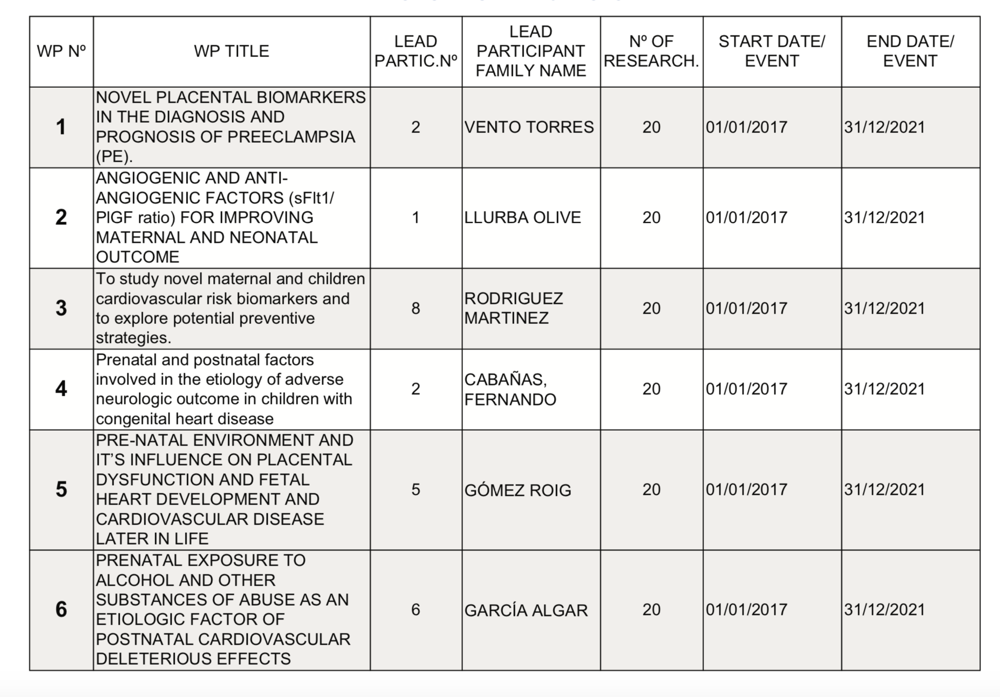 WP Nº
WP TITLE
LEAD
PARTIC.Nº
LEAD
PARTICIPANT
FAMILY NAME
Nº OF
RESEARCH.
START DATE/
EVENT
END DATE/
EVENT
1
NOVEL PLACENTAL BIOMARKERS
IN THE DIAGNOSIS AND
PROGNOSIS OF PREECLAMPSIA
(PE).
2
VENTO TORRES
20
01/01/2017
31/12/2021
2
ANGIOGENIC AND ANTI-
ANGIOGENIC FACTORS (sFlt1/
PlGF ratio) FOR IMPROVING
MATERNAL AND NEONATAL
OUTCOME
1
LLURBA OLIVE
20
01/01/2017
31/12/2021
3
To study novel maternal and children
cardiovascular risk biomarkers and
to explore potential preventive
strategies.
8
RODRIGUEZ
MARTINEZ
20
01/01/2017
31/12/2021
4
Prenatal and postnatal factors
involved in the etiology of adverse
neurologic outcome in children with
congenital heart disease
2
CABAÑAS,
FERNANDO
20
01/01/2017
31/12/2021
5
PRE-NATAL ENVIRONMENT AND
IT’S INFLUENCE ON PLACENTAL
DYSFUNCTION AND FETAL
HEART DEVELOPMENT AND
CARDIOVASCULAR DISEASE
LATER IN LIFE
5
GÓMEZ ROIG
20
01/01/2017
31/12/2021
6
PRENATAL EXPOSURE TO
ALCOHOL AND OTHER
SUBSTANCES OF ABUSE AS AN
ETIOLOGIC FACTOR OF
POSTNATAL CARDIOVASCULAR
DELETERIOUS EFFECTS
6
GARCÍA ALGAR
20
01/01/2017
31/12/2021